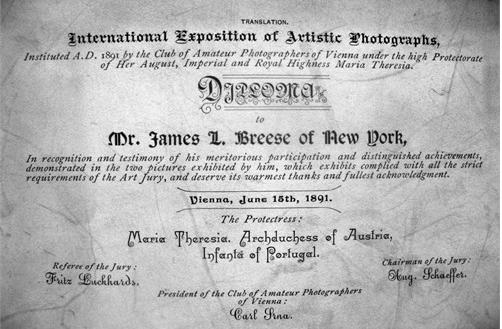 TRANSLATION.
International Exposition of Artistic Photographs,
Instituted A.D. 1891 by the Club of Amateur Photographers of Vienna under the high Protectorate
of Her August, Imperial and Royal Highness Maria Theresia.
DIPLOMA
to
Mr. James L. Breese of New York,
In recognition and testimony of his meritorious participation and distinguished achievements,
demonstrated in the two pictures exhibited by him, which exhibits complied with all the strict
requirements of the Art Jury, and deserve its warmest thanks and fullest acknowledgment.
Vienna, June 15th, 1891.
The Protectress:
Maria Theresia, Archduchess of Austria,
Infanta of Portugal.
Referee of the Jury:
Fritz Luckhards.
Chairman of the Jury:
Aug. Schaeffer.
President of the Club of Amateur Photographers
of Vienna:
Carl Srna.